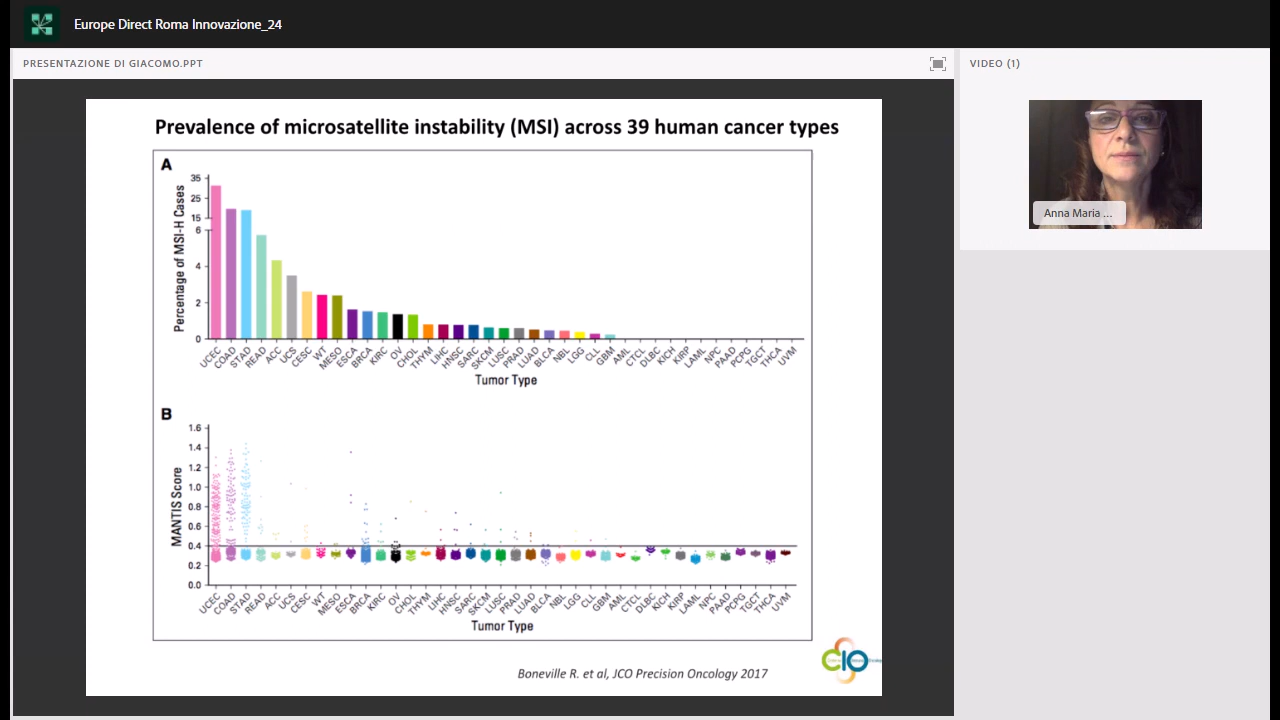 Europe Direct Roma Innovazione_24
PRESENTAZIONE DI GIACOMO.PPT
VIDEO (1)
Anna Maria ...
Prevalence of microsatellite instability (MSI) across 39 human cancer types
A
Percentage of MSI-H Cases
35
25
15
6
4
2
0
UCEC COAD STAD READ ACC UCS CESC WT MESO ESCA BRCA KIRC OV CHOL THYM LIHC HNSC SARC SKCM LUSC PRAD LUAD BLCA NBL LGG CLL GBM AML CTCL DLBC KICH KIRP LAML NPC PAAD PCPG TGCT THCA UVM
Tumor Type
B
MANTIS Score
1.6
1.4
1.2
1.0
0.8
0.6
0.4
0.2
0.0
UCEC COAD STAD READ ACC UCS CESC WT MESO ESCA BRCA KIRC OV CHOL THYM LIHC HNSC SARC SKCM LUSC PRAD LUAD BLCA NBL LGG CLL GBM AML CTCL DLBC KICH KIRP LAML NPC PAAD PCPG TGCT THCA UVM
Tumor Type
Boneville R. et al, JCO Precision Oncology 2017
CIO